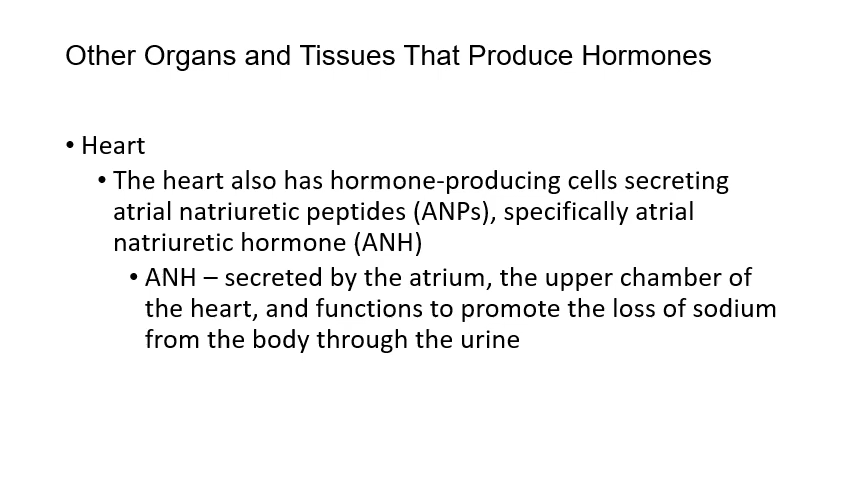 Other Organs and Tissues That Produce Hormones
• Heart
• The heart also has hormone-producing cells secreting
atrial natriuretic peptides (ANPs), specifically atrial
natriuretic hormone (ANH)
• ANH – secreted by the atrium, the upper chamber of
the heart, and functions to promote the loss of sodium
from the body through the urine